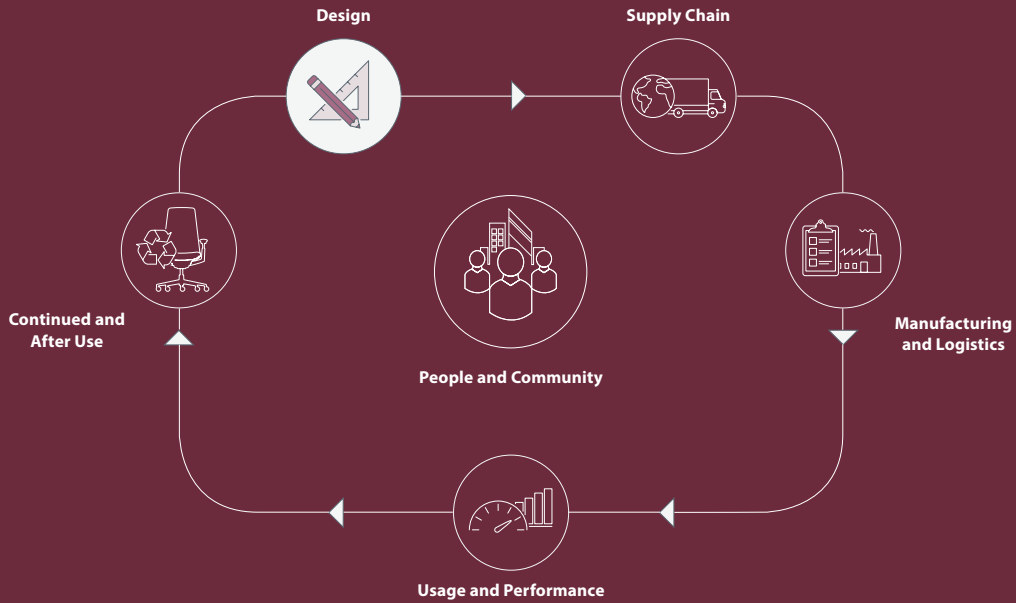 Design
Supply Chain
Continued and
After Use
Manufacturing
and Logistics
People and Community
Usage and Performance